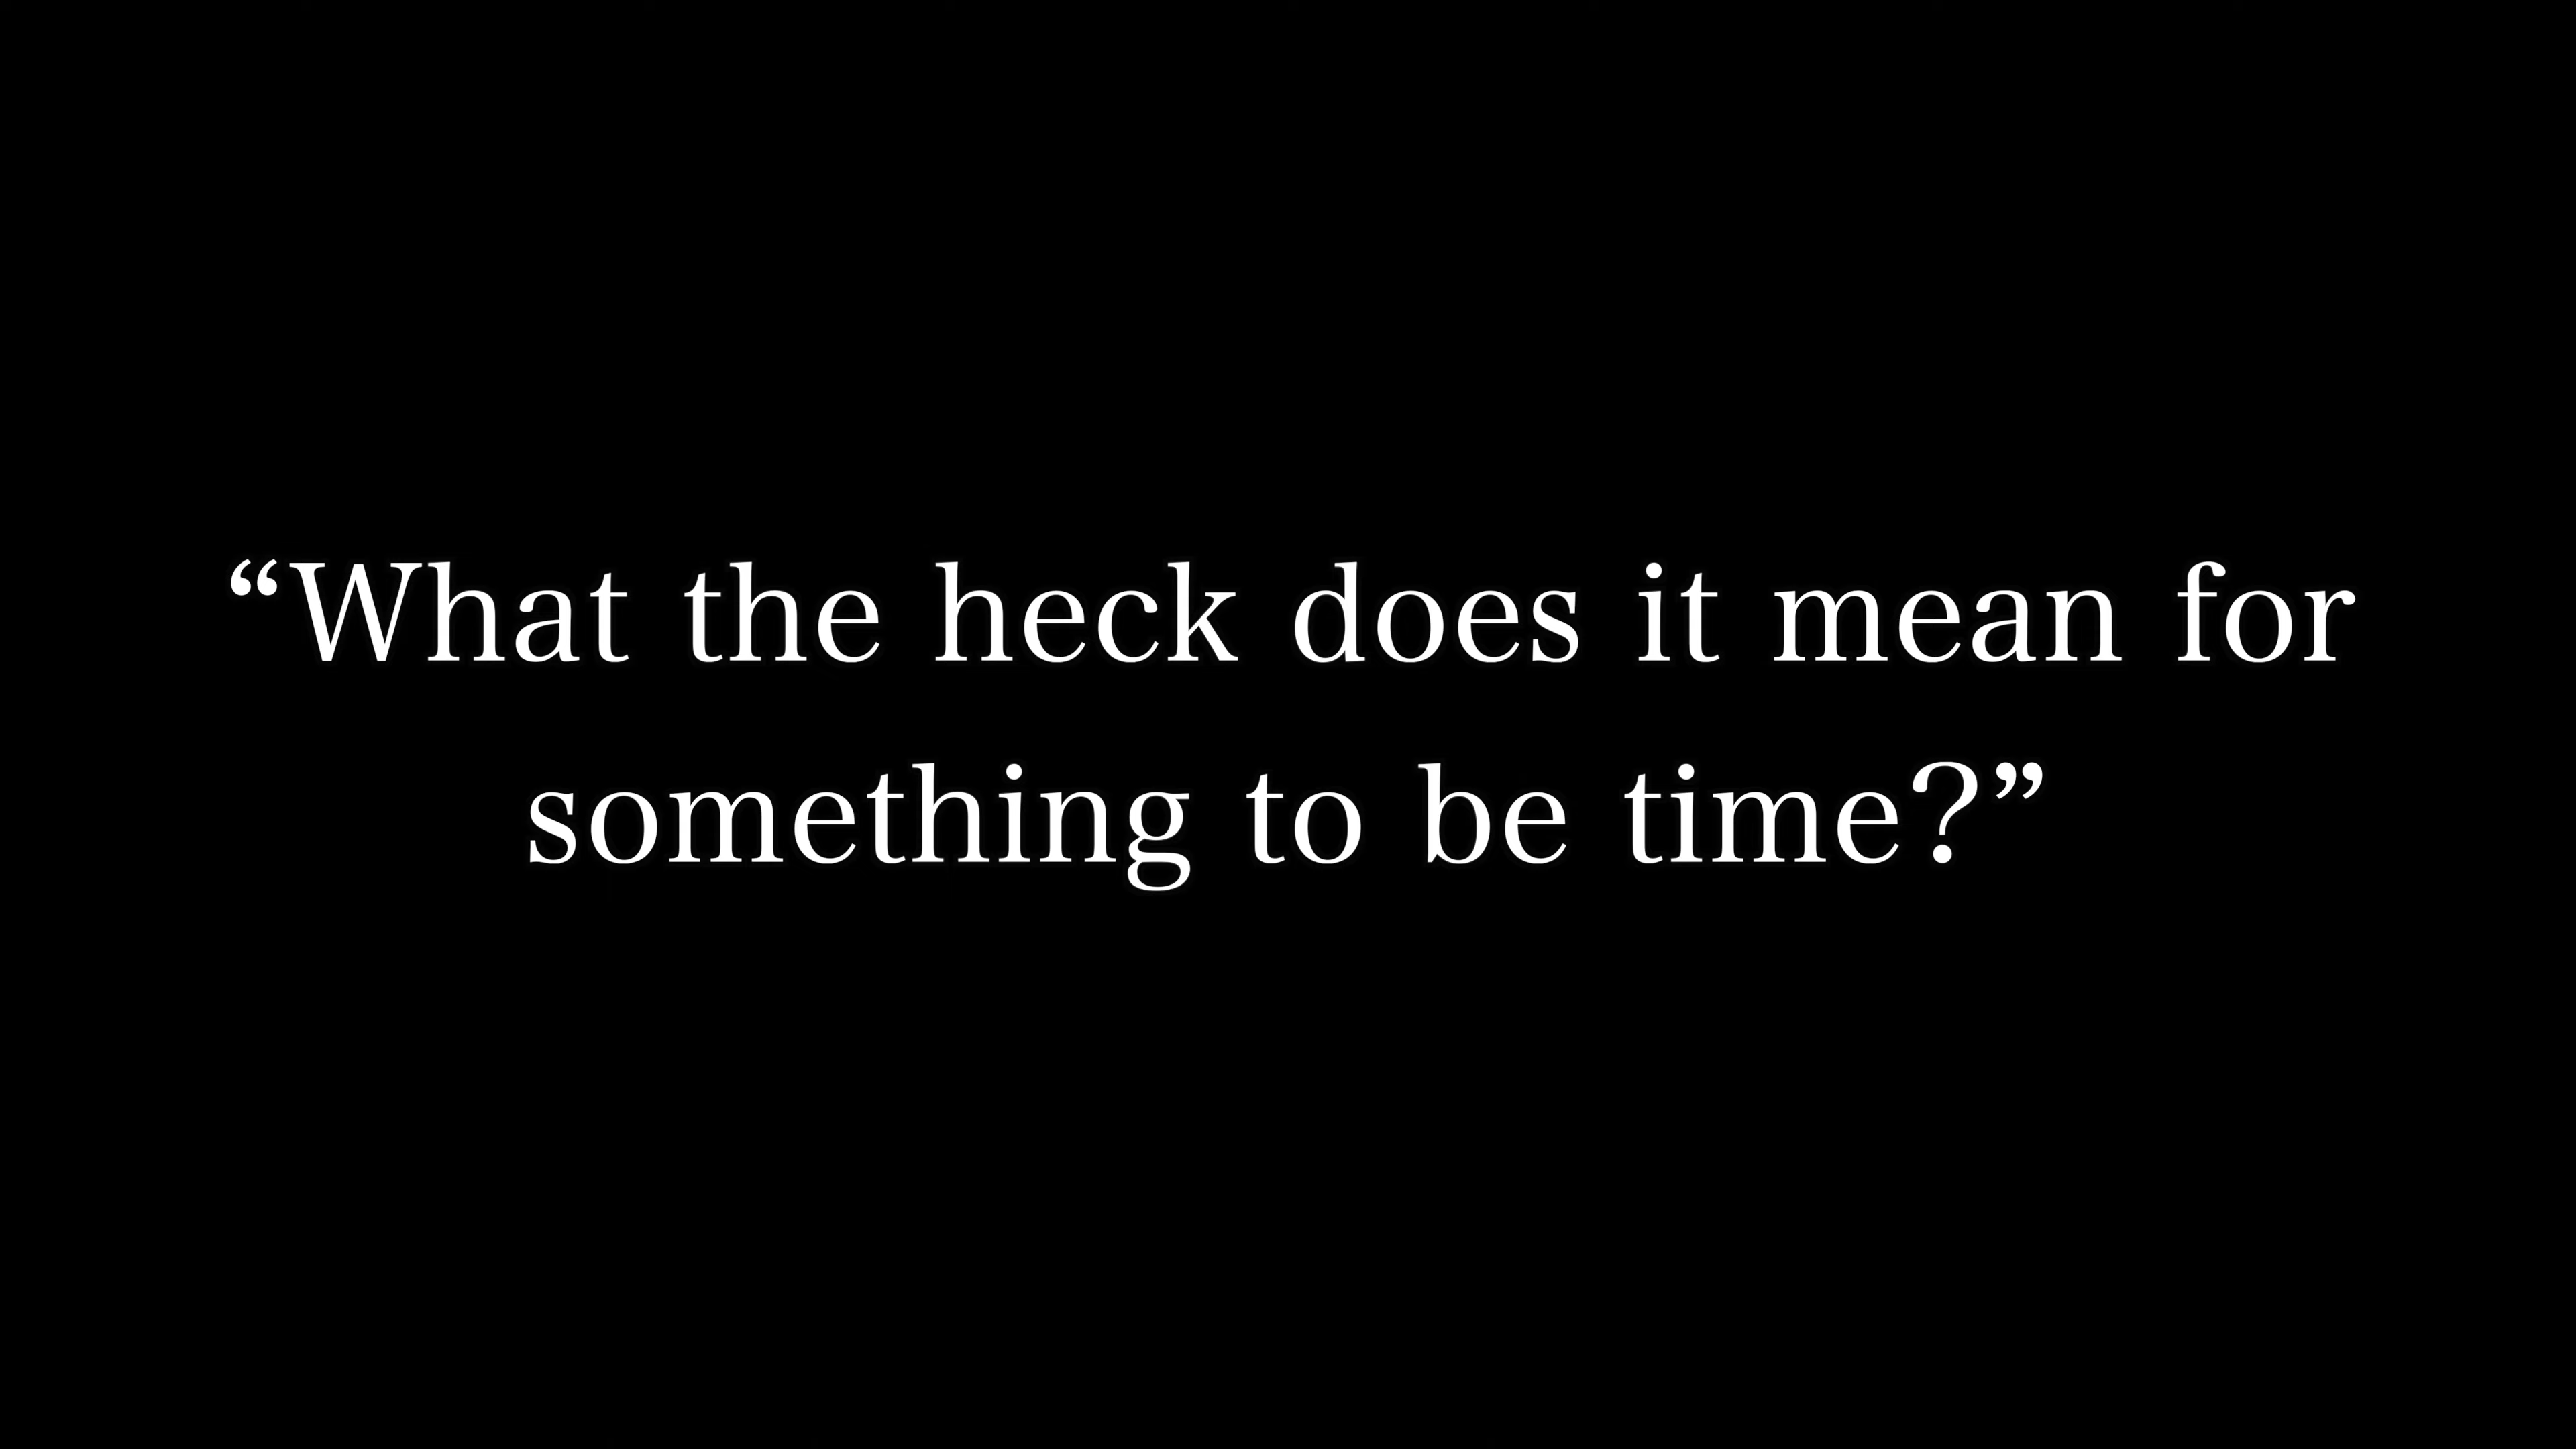 “What the heck does it mean for
something to be time?”